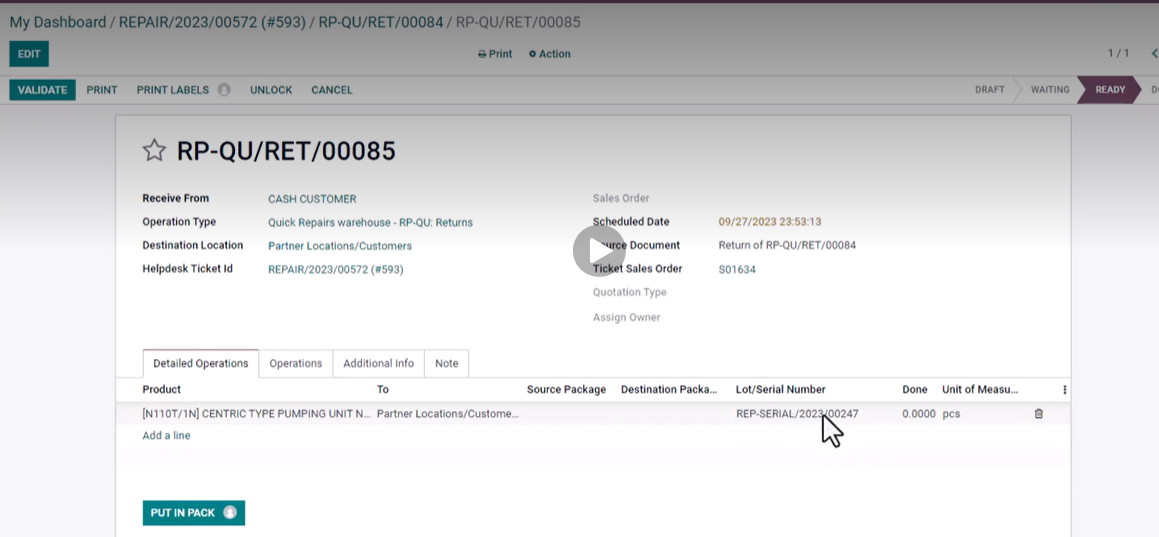 My Dashboard / REPAIR/2023/00572 (#593) / RP-QU/RET/00084 / RP-QU/RET/00085
EDIT Print Action 1 / 1
VALIDATE PRINT PRINT LABELS UNLOCK CANCEL DRAFT WAITING READY
RP-QU/RET/00085
Receive From CASH CUSTOMER Sales Order
Operation Type Quick Repairs warehouse - RP-QU: Returns Scheduled Date 09/27/2023 23:53:13
Destination Location Partner Locations/Customers Document Return of RP-QU/RET/00084
Helpdesk Ticket Id REPAIR/2023/00572 (#593) Ticket Sales Order S01634
Quotation Type
Assign Owner
Detailed Operations Operations Additional Info Note
Product To Source Package Destination Packa... Lot/Serial Number Done Unit of Measu...
[N110T/1N] CENTRIC TYPE PUMPING UNIT N... Partner Locations/Custome... REP-SERIAL/2023/00247 0.0000 pcs
Add a line
PUT IN PACK